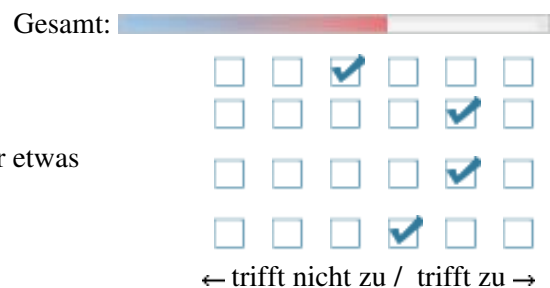 Gesamt:
etwas
← trifft nicht zu / trifft zu →